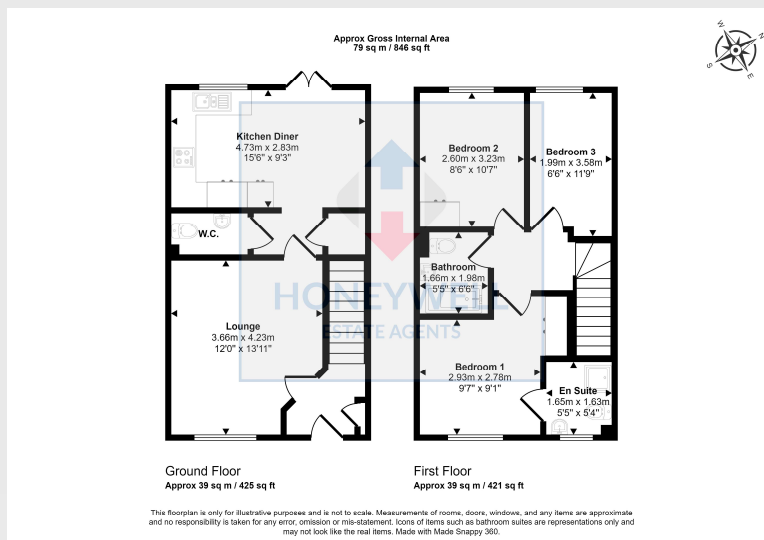 Approx Gross Internal Area
79 sq m / 846 sq ft
W
N
S
E
Kitchen Diner
4.73m x 2.83m
15'6" x 9'3"
W.C.
Lounge
3.66m x 4.23m
12'0" x 13'11"
Bedroom 2
2.60m x 3.23m
8'6" x 10'7"
Bedroom 3
1.99m x 3.58m
6'6" x 11'9"
Bathroom
1.66m x 1.98m
5'5" x 6'6"
HONEYWELL
ESTATE AGENTS
Bedroom 1
2.93m x 2.78m
9'7" x 9'1"
En Suite
1.65m x 1.63m
5'5" x 5'4"
Ground Floor
Approx 39 sq m / 425 sq ft
First Floor
Approx 39 sq m / 421 sq ft
This floorplan is only for illustrative purposes and is not to scale. Measurements of rooms, doors, windows, and any items are approximate
and no responsibility is taken for any error, omission or mis-statement. Icons of items such as bathroom suites are representations only and
may not look like the real items. Made with Made Snappy 360.